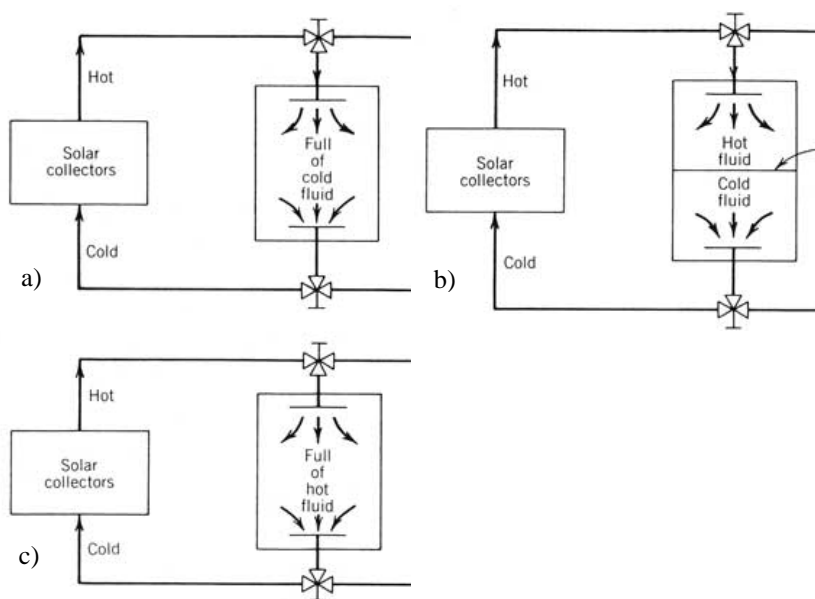 Hot
Solar
collectors
Full
of
cold
fluid
Cold
a)
Hot
Solar
collectors
Hot
fluid
Cold
fluid
Cold
b)
Hot
Solar
collectors
Full
of
hot
fluid
Cold
c)